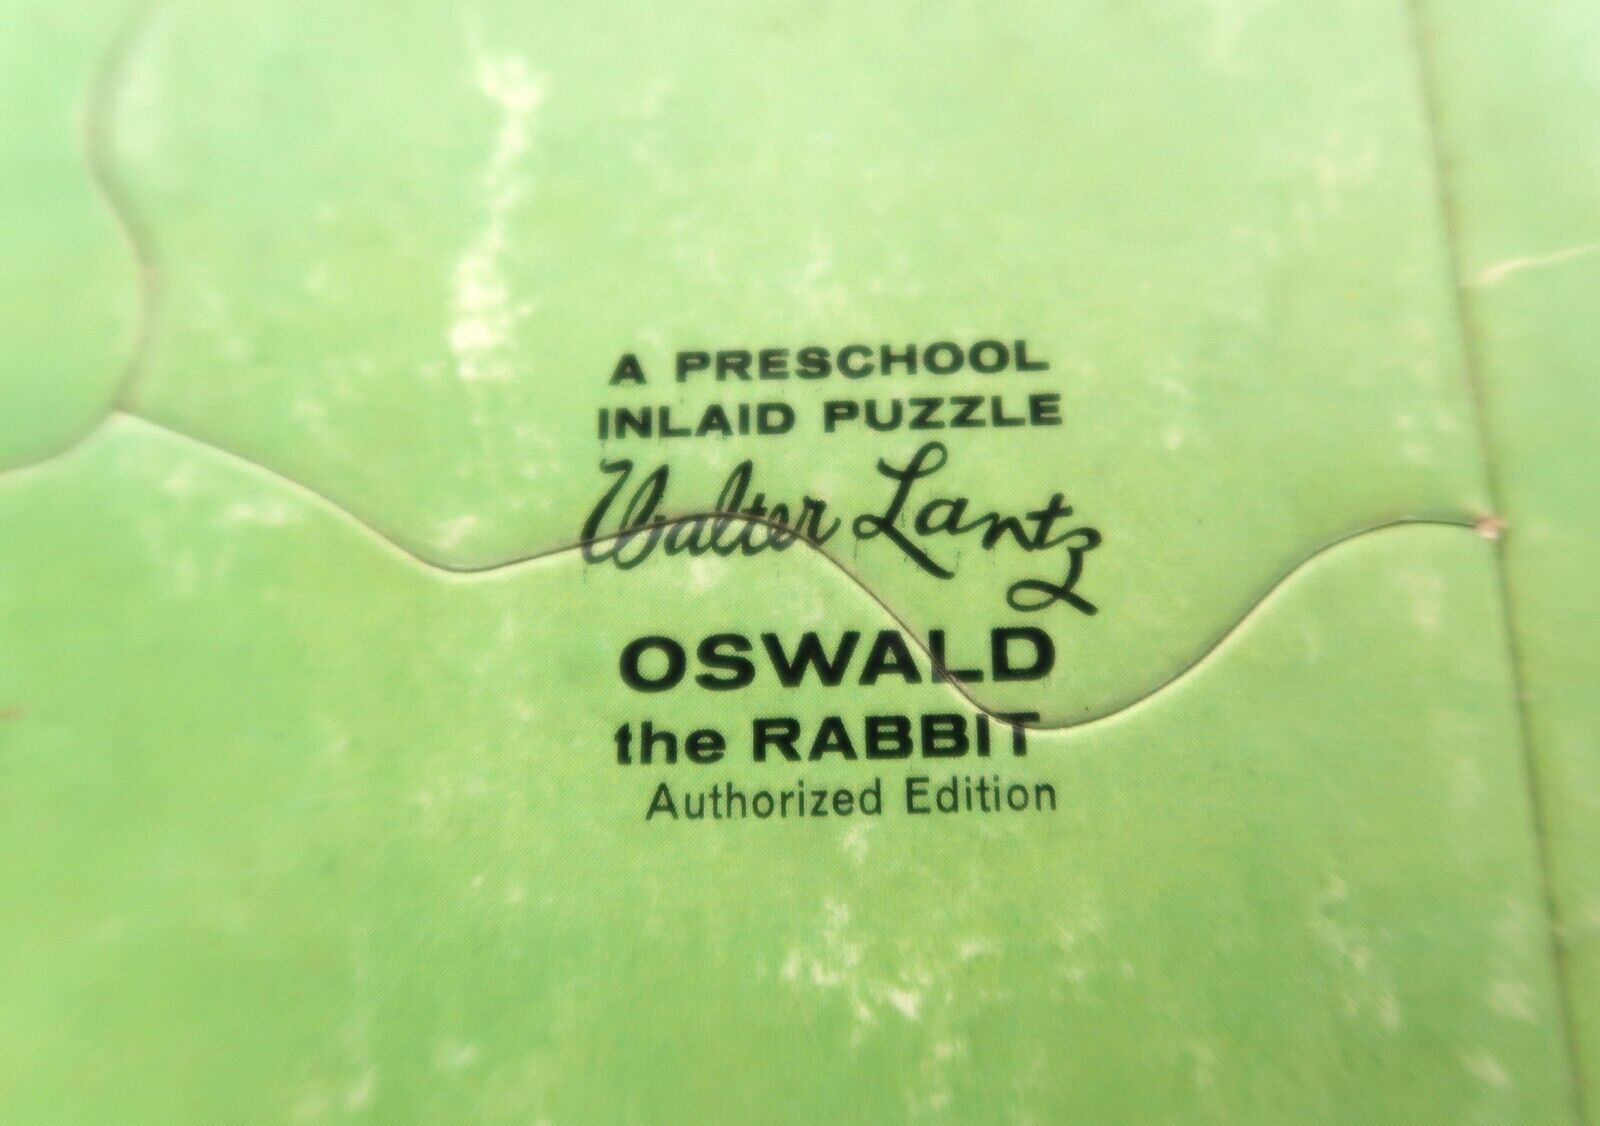 A PRESCHOOL
INLAID PUZZLE
Walter Lantz
OSWALD
the RABBIT
Authorized Edition